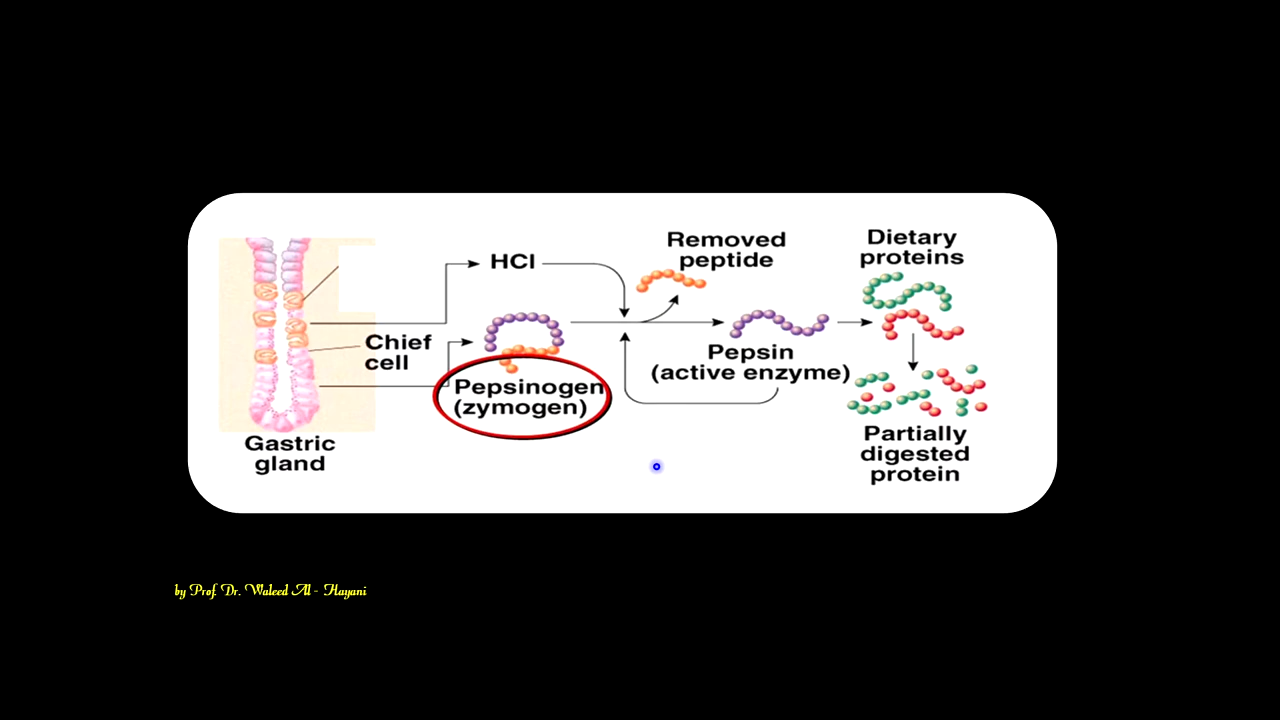 Removed
peptide
Dietary
proteins
HCl
Chief
cell
Pepsin
(active enzyme)
Pepsinogen
(zymogen)
Gastric
gland
Partially
digested
protein
by Prof. Dr. Waleed Al - Hayani